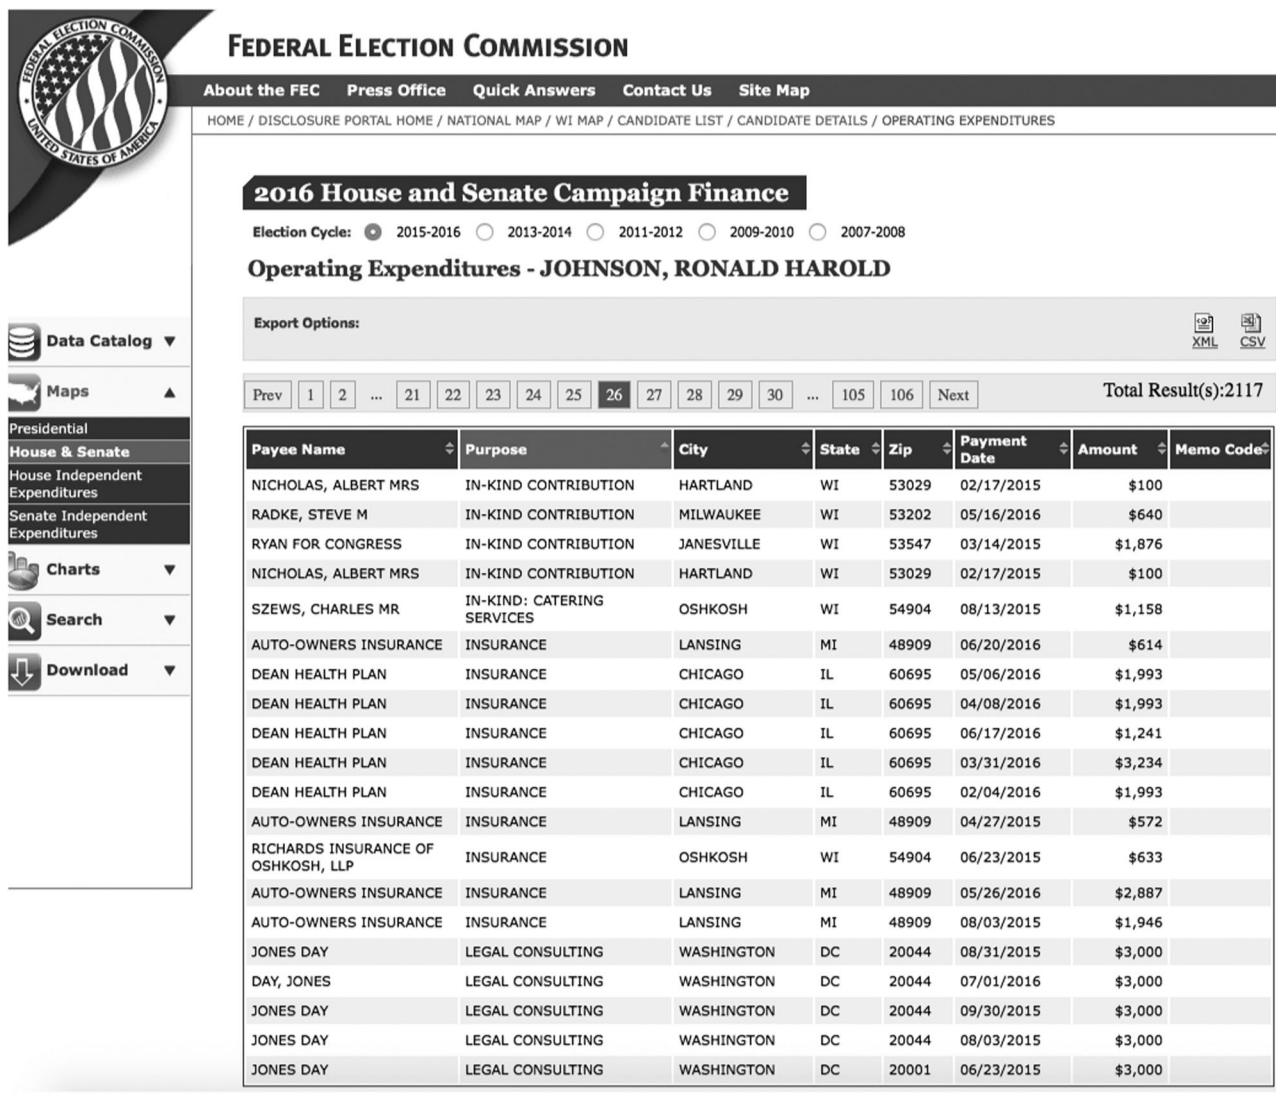 FEDERAL ELECTION COMMISSION
UNITED STATES OF AMERICA
FEDERAL ELECTION COMMISSION
About the FEC Press Office Quick Answers Contact Us Site Map
HOME / DISCLOSURE PORTAL HOME / NATIONAL MAP / WI MAP / CANDIDATE LIST / CANDIDATE DETAILS / OPERATING EXPENDITURES
2016 House and Senate Campaign Finance
Election Cycle: 2015-2016 2013-2014 2011-2012 2009-2010 2007-2008
Operating Expenditures - JOHNSON, RONALD HAROLD
Data Catalog ▼
Maps ▲
Presidential
House & Senate
House Independent
Expenditures
Senate Independent
Expenditures
Charts ▼
Search ▼
Download ▼
Export Options:
XML CSV
Prev 1 2 ... 21 22 23 24 25 26 27 28 29 30 ... 105 106 Next Total Result(s):2117
Payee Name Purpose City State Zip Payment Date Amount Memo Code
NICHOLAS, ALBERT MRS IN-KIND CONTRIBUTION HARTLAND WI 53029 02/17/2015 $100
RADKE, STEVE M IN-KIND CONTRIBUTION MILWAUKEE WI 53202 05/16/2016 $640
RYAN FOR CONGRESS IN-KIND CONTRIBUTION JANESVILLE WI 53547 03/14/2015 $1,876
NICHOLAS, ALBERT MRS IN-KIND CONTRIBUTION HARTLAND WI 53029 02/17/2015 $100
SZEWS, CHARLES MR IN-KIND: CATERING SERVICES OSHKOSH WI 54904 08/13/2015 $1,158
AUTO-OWNERS INSURANCE INSURANCE LANSING MI 48909 06/20/2016 $614
DEAN HEALTH PLAN INSURANCE CHICAGO IL 60695 05/06/2016 $1,993
DEAN HEALTH PLAN INSURANCE CHICAGO IL 60695 04/08/2016 $1,993
DEAN HEALTH PLAN INSURANCE CHICAGO IL 60695 06/17/2016 $1,241
DEAN HEALTH PLAN INSURANCE CHICAGO IL 60695 03/31/2016 $3,234
DEAN HEALTH PLAN INSURANCE CHICAGO IL 60695 02/04/2016 $1,993
AUTO-OWNERS INSURANCE INSURANCE LANSING MI 48909 04/27/2015 $572
RICHARDS INSURANCE OF OSHKOSH, LLP INSURANCE OSHKOSH WI 54904 06/23/2015 $633
AUTO-OWNERS INSURANCE INSURANCE LANSING MI 48909 05/26/2016 $2,887
AUTO-OWNERS INSURANCE INSURANCE LANSING MI 48909 08/03/2015 $1,946
JONES DAY LEGAL CONSULTING WASHINGTON DC 20044 08/31/2015 $3,000
DAY, JONES LEGAL CONSULTING WASHINGTON DC 20044 07/01/2016 $3,000
JONES DAY LEGAL CONSULTING WASHINGTON DC 20044 09/30/2015 $3,000
JONES DAY LEGAL CONSULTING WASHINGTON DC 20044 08/03/2015 $3,000
JONES DAY LEGAL CONSULTING WASHINGTON DC 20001 06/23/2015 $3,000